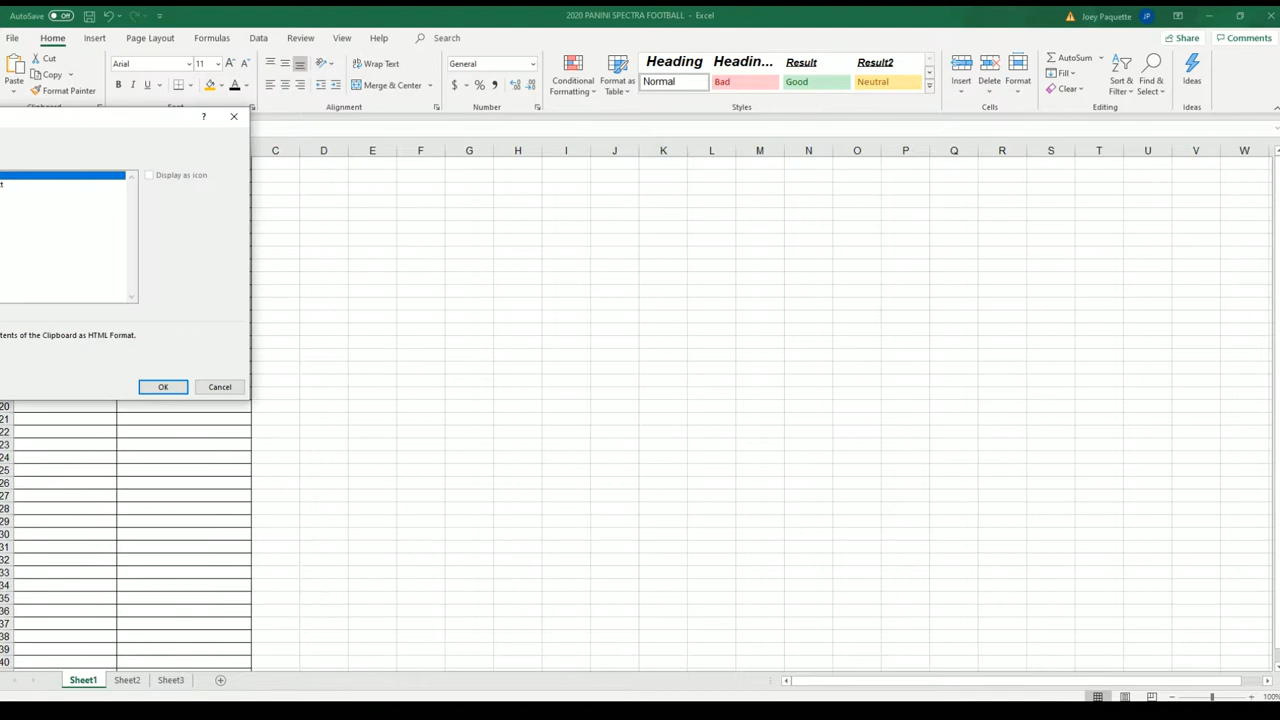 AutoSave Off 2020 PANINI SPECTRA FOOTBALL - Excel Joey Paquette JP
File Home Insert Page Layout Formulas Data Review View Help Search Share Comments
Paste Cut Copy Format Painter
Arial 11 A A
B I U A
Wrap Text
Merge & Center
Alignment
General
$ % ,
Number
Conditional Formatting Format as Table
Heading Headin... Result Result2
Normal Bad Good Neutral
Styles
Insert Delete Format
Cells
AutoSum
Fill
Clear
Sort & Filter Find & Select
Editing
Ideas
Ideas
? 
C D E F G H I J K L M N O P Q R S T U V W
Display as icon
tents of the Clipboard as HTML Format.
OK Cancel
20
21
22
23
24
25
26
27
28
29
30
31
32
33
34
35
36
37
38
39
40
Sheet1 Sheet2 Sheet3
100%